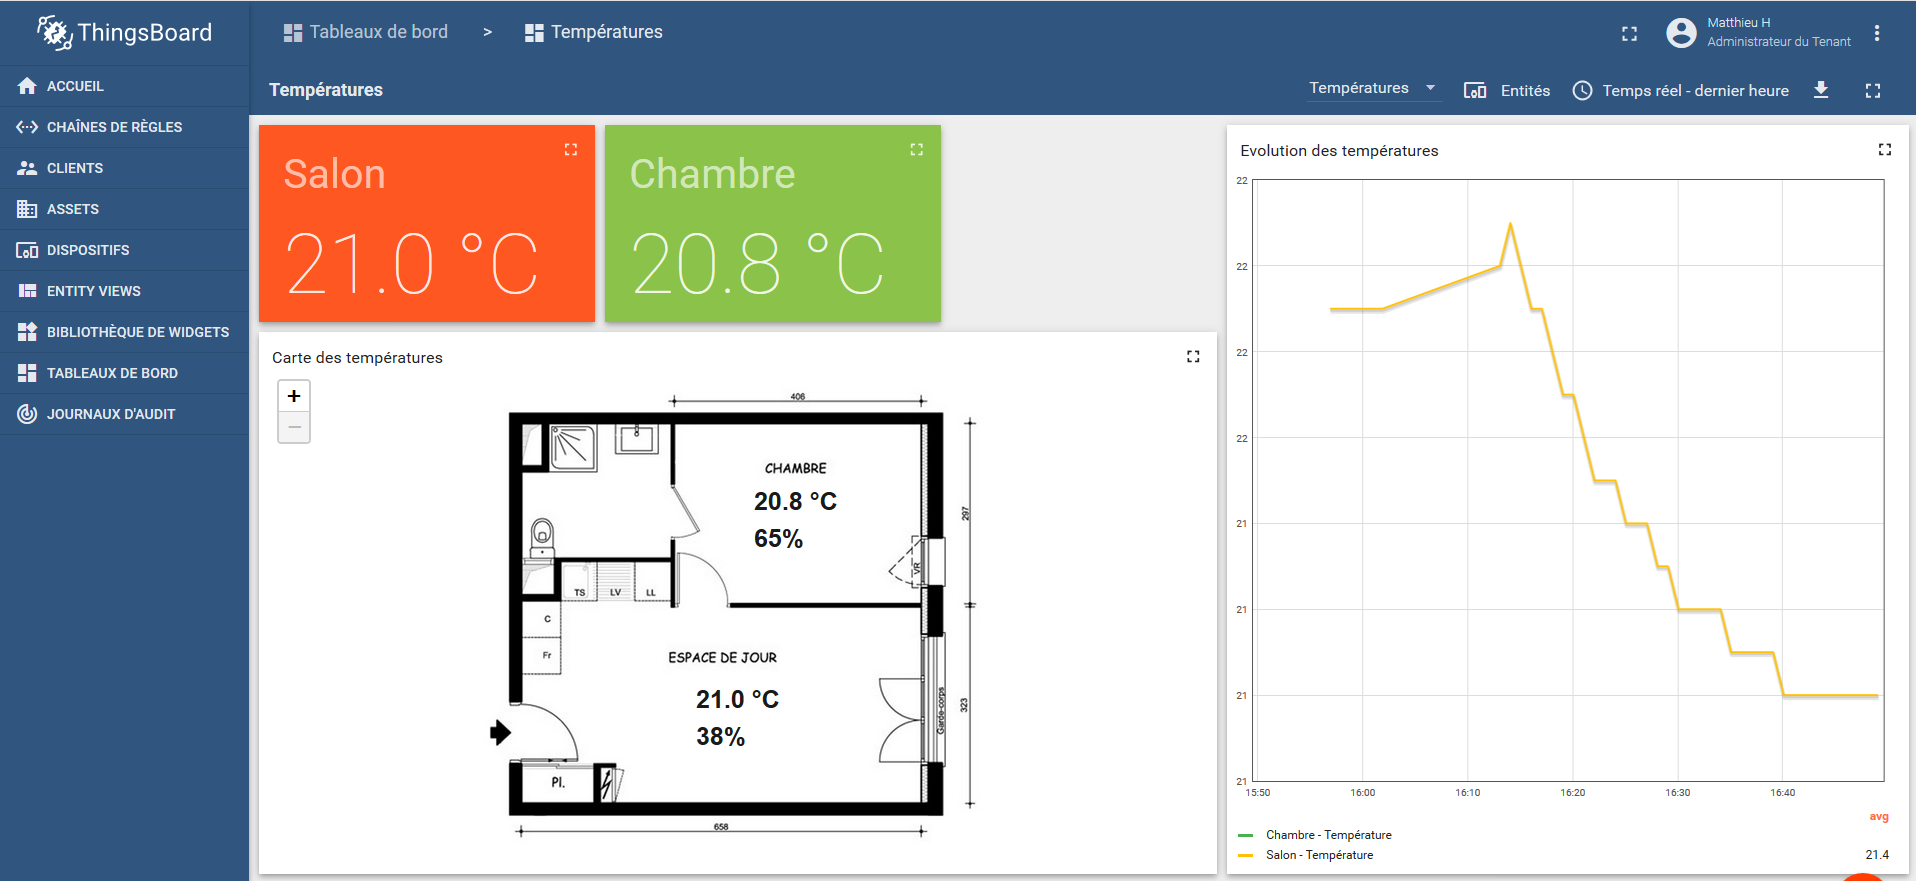 ThingsBoard
Tableaux de bord > Températures
Matthieu H
Administrateur du Tenant
ACCUEIL
CHAÎNES DE RÈGLES
CLIENTS
ASSETS
DISPOSITIFS
ENTITY VIEWS
BIBLIOTHÈQUE DE WIDGETS
TABLEAUX DE BORD
JOURNAUX D'AUDIT
Températures
Températures
Entités
Temps réel - dernier heure
Salon
21.0 °C
Chambre
20.8 °C
Carte des températures
+
−
406
CHAMBRE
20.8 °C
65%
297
VR
TS
LV
LL
C
Fr
ESPACE DE JOUR
21.0 °C
38%
323
Garde-corps
Pl.
658
Evolution des températures
22
22
22
22
21
21
21
21
15:50
16:00
16:10
16:20
16:30
16:40
avg
Chambre - Température
Salon - Température
21.4